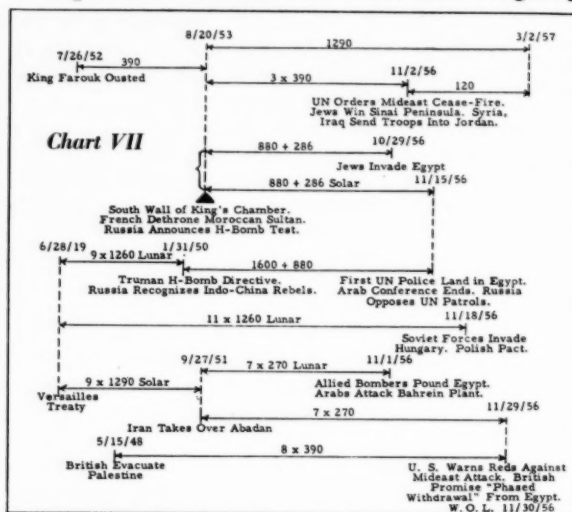 8/20/53
3/2/57
1290
7/26/52
390
King Farouk Ousted
3 x 390
11/2/56
120
UN Orders Mideast Cease-Fire.
Jews Win Sinai Peninsula. Syria,
Iraq Send Troops Into Jordan.
Chart VII
880 + 286
10/29/56
Jews Invade Egypt
880 + 286 Solar
11/15/56
South Wall of King's Chamber.
French Dethrone Moroccan Sultan.
Russia Announces H-Bomb Test.
6/28/19
9 x 1260 Lunar
1/31/50
1600 + 880
Truman H-Bomb Directive.
Russia Recognizes Indo-China Rebels.
First UN Police Land in Egypt.
Arab Conference Ends. Russia
Opposes UN Patrols.
11 x 1260 Lunar
11/18/56
Soviet Forces Invade
Hungary. Polish Pact.
9/27/51
7 x 270 Lunar
11/1/56
Allied Bombers Pound Egypt.
Arabs Attack Bahrein Plant.
9 x 1290 Solar
Versailles
Treaty
7 x 270
11/29/56
Iran Takes Over Abadan
5/15/48
8 x 390
British Evacuate
Palestine
U. S. Warns Reds Against
Mideast Attack. British
Promise "Phased
Withdrawal" From Egypt.
W. O. L. 11/30/56